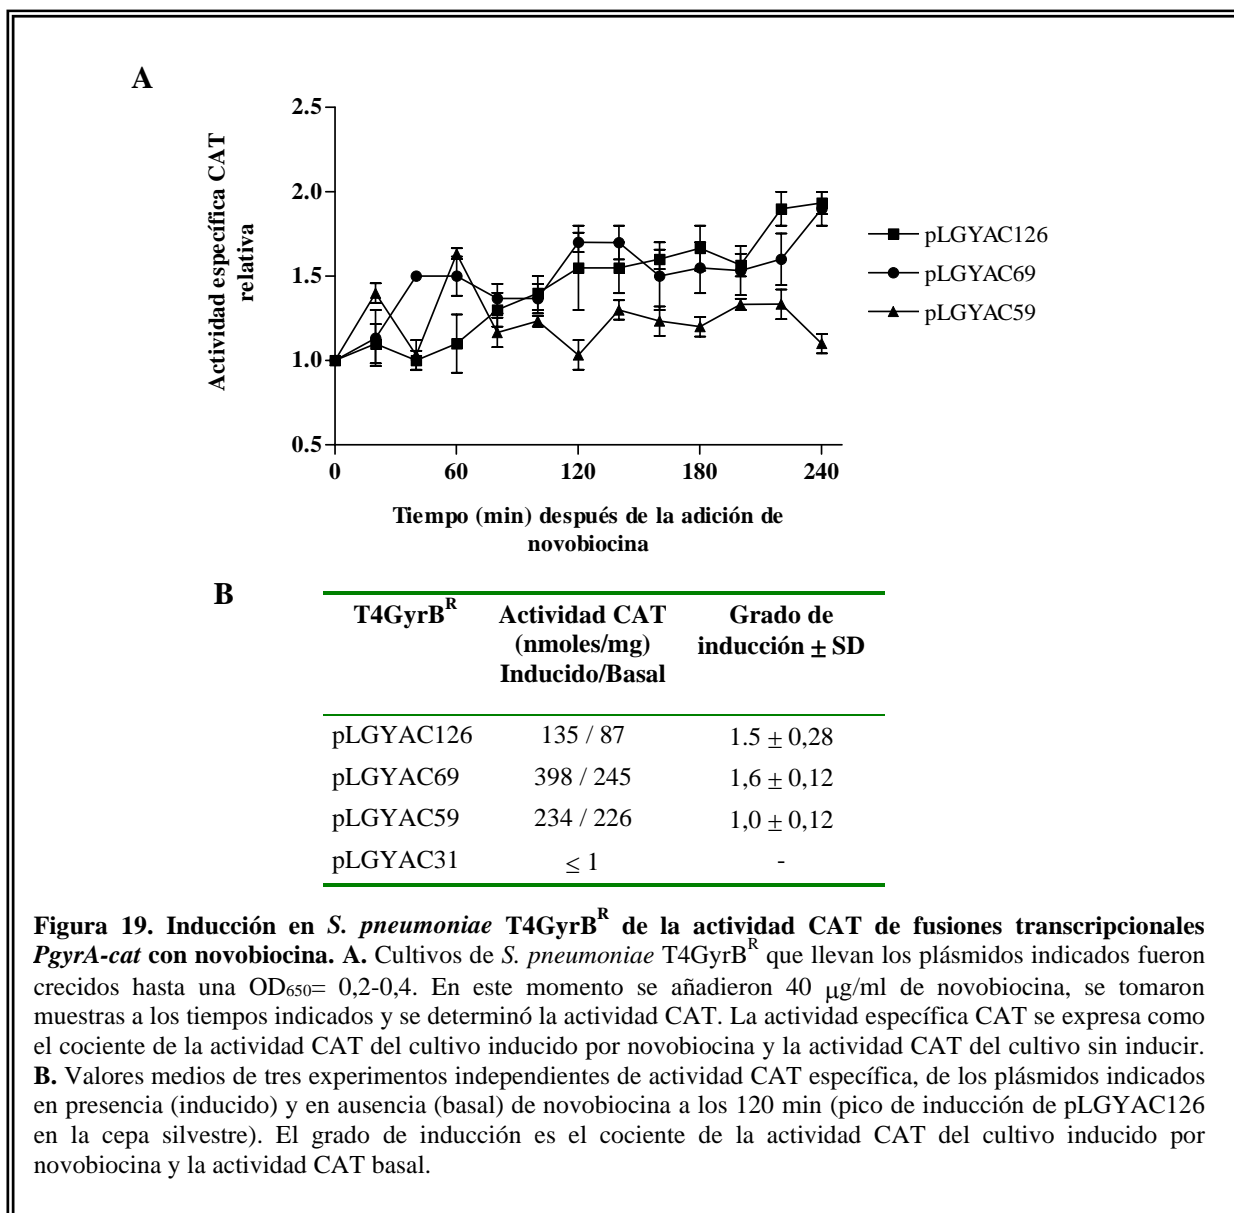 A
Actividad específica CAT
relativa
2.5
2.0
1.5
1.0
0.5
0 60 120 180 240
Tiempo (min) después de la adición de
novobiocina
pLGYAC126
pLGYAC69
pLGYAC59
B
T4GyrB^R Actividad CAT Grado de
(nmoles/mg) inducción ± SD
Inducido/Basal
pLGYAC126 135 / 87 1.5 ± 0,28
pLGYAC69 398 / 245 1,6 ± 0,12
pLGYAC59 234 / 226 1,0 ± 0,12
pLGYAC31 ≤ 1 -
Figura 19. Inducción en S. pneumoniae T4GyrB^R de la actividad CAT de fusiones transcripcionales
PgyrA-cat con novobiocina. A. Cultivos de S. pneumoniae T4GyrB^R que llevan los plásmidos indicados fueron
crecidos hasta una OD650= 0,2-0,4. En este momento se añadieron 40 μg/ml de novobiocina, se tomaron
muestras a los tiempos indicados y se determinó la actividad CAT. La actividad específica CAT se expresa como
el cociente de la actividad CAT del cultivo inducido por novobiocina y la actividad CAT del cultivo sin inducir.
B. Valores medios de tres experimentos independientes de actividad CAT específica, de los plásmidos indicados
en presencia (inducido) y en ausencia (basal) de novobiocina a los 120 min (pico de inducción de pLGYAC126
en la cepa silvestre). El grado de inducción es el cociente de la actividad CAT del cultivo inducido por
novobiocina y la actividad CAT basal.